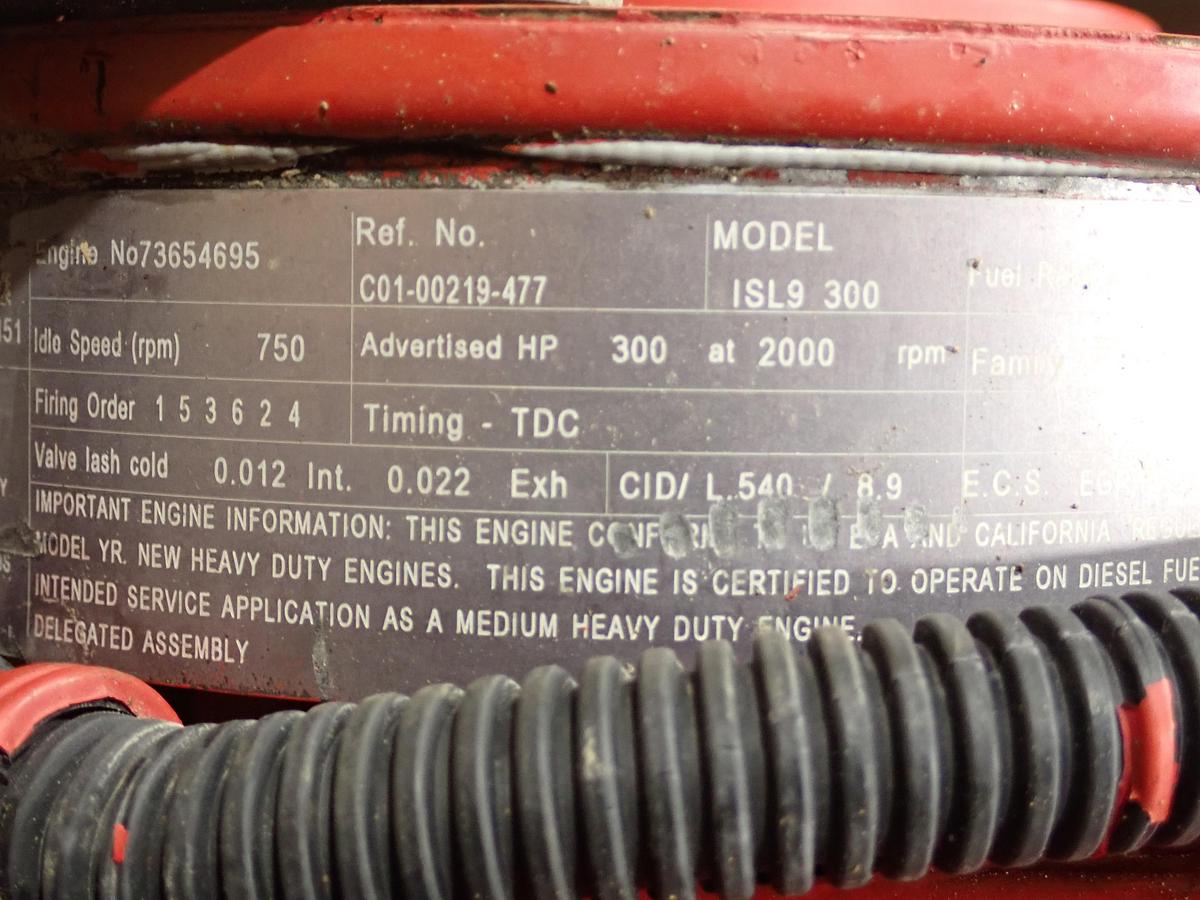 Engine No73654695
Ref. No.
C01-00219-477
MODEL
ISL9 300
Fuel
Idle Speed (rpm) 750
Advertised HP 300 at 2000 rpm
Family
Firing Order 1 5 3 6 2 4
Timing - TDC
Valve lash cold 0.012 Int. 0.022 Exh
CID/ L.540 / 8.9
E.C.S.
IMPORTANT ENGINE INFORMATION: THIS ENGINE AND CALIFORNIA
MODEL YR. NEW HEAVY DUTY ENGINES. THIS ENGINE IS CERTIFIED TO OPERATE ON DIESEL
INTENDED SERVICE APPLICATION AS A MEDIUM HEAVY DUTY ENGINE.
DELEGATED ASSEMBLY